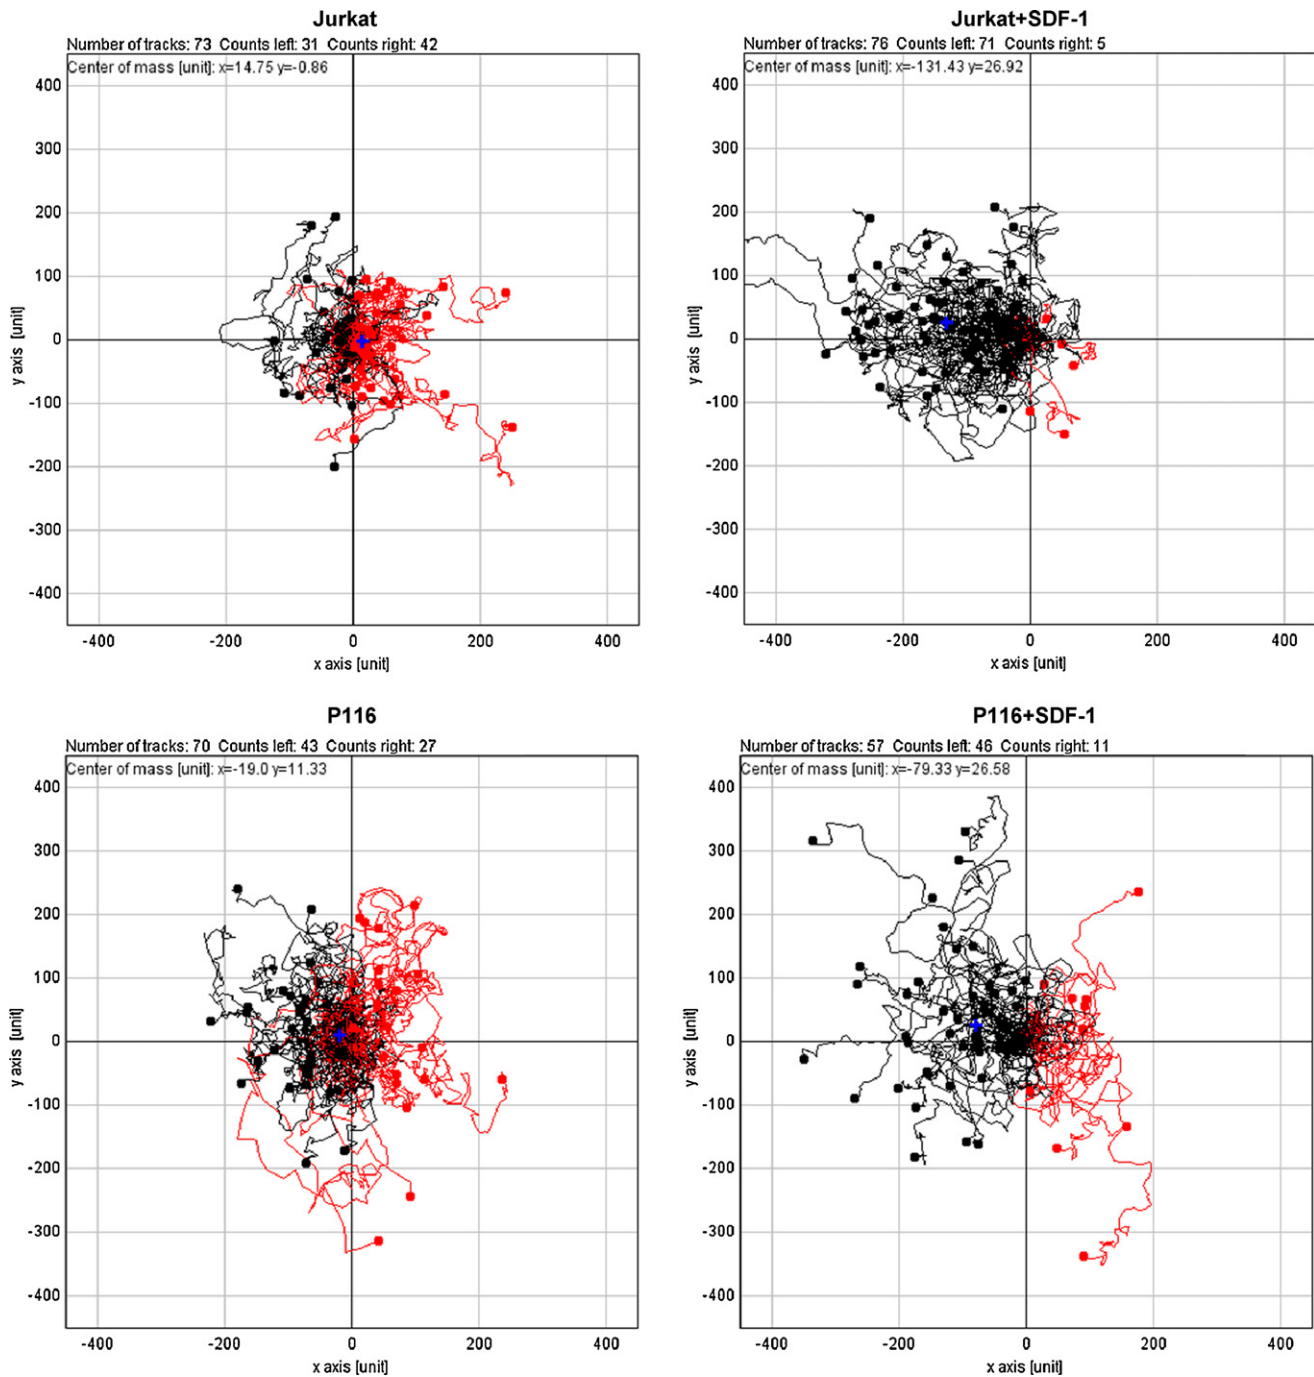 Jurkat
Number of tracks: 73 Counts left: 31 Counts right: 42
Center of mass [unit]: x=14.75 y=-0.86
400
300
200
100
0
-100
-200
-300
-400
y axis [unit]
-400
-200
0
200
400
x axis [unit]
Jurkat+SDF-1
Number of tracks: 76 Counts left: 71 Counts right: 5
Center of mass [unit]: x=-131.43 y=26.92
400
300
200
100
0
-100
-200
-300
-400
y axis [unit]
-400
-200
0
200
400
x axis [unit]
P116
Number of tracks: 70 Counts left: 43 Counts right: 27
Center of mass [unit]: x=-19.0 y=11.33
400
300
200
100
0
-100
-200
-300
-400
y axis [unit]
-400
-200
0
200
400
x axis [unit]
P116+SDF-1
Number of tracks: 57 Counts left: 46 Counts right: 11
Center of mass [unit]: x=-79.33 y=26.58
400
300
200
100
0
-100
-200
-300
-400
y axis [unit]
-400
-200
0
200
400
x axis [unit]